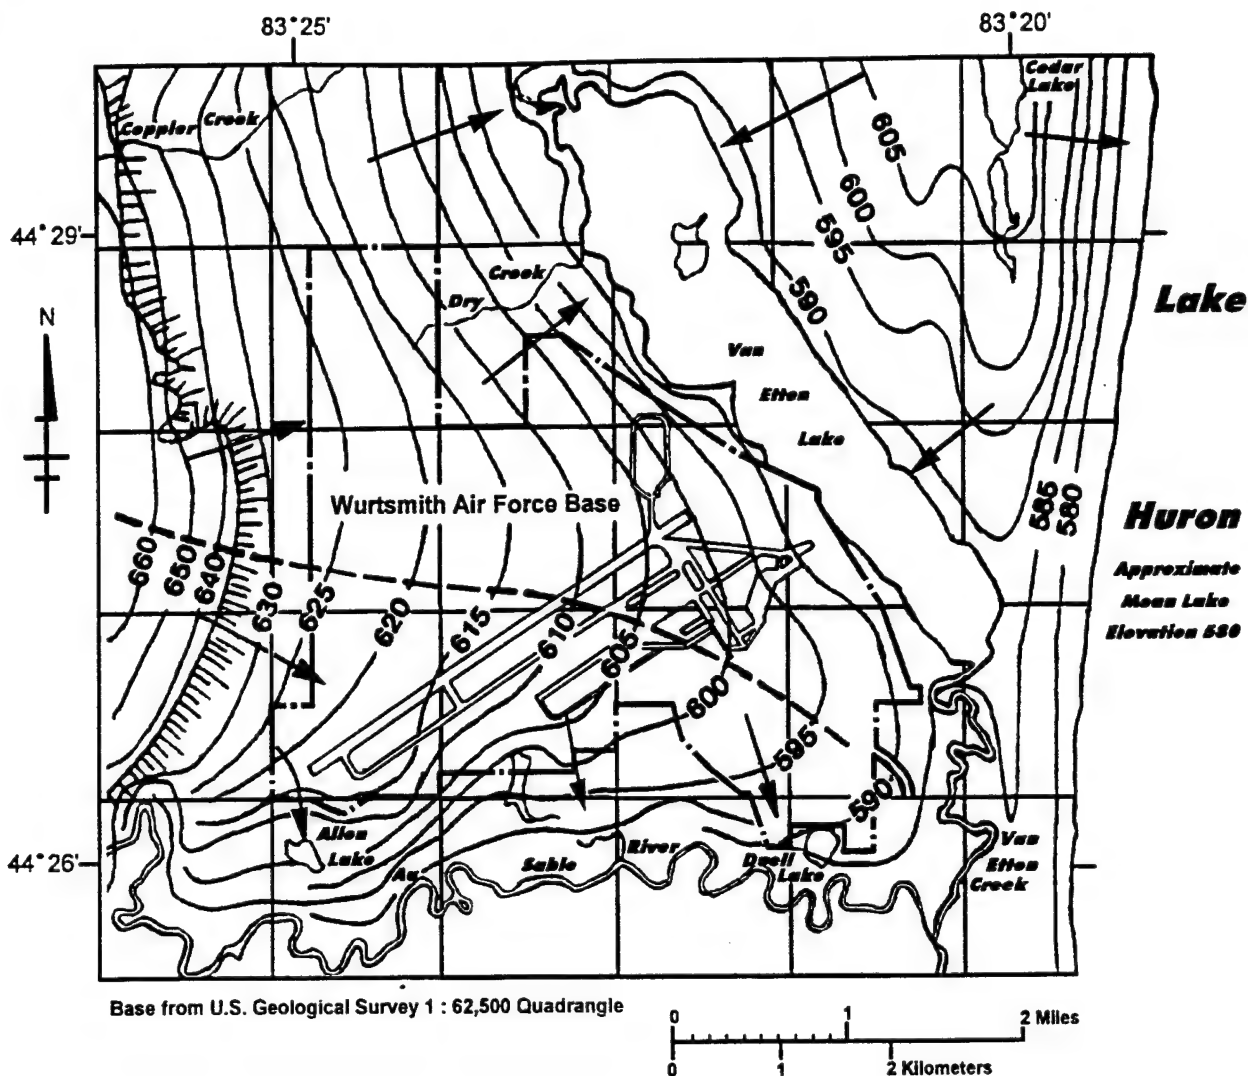 83°25'
83°20'
Cedar
Lake
Coppler Creek
605
600
595
44°29'
Creek
Dry
590
Lake
N
Van
Etten
Lake
Wurtsmith Air Force Base
585
580
Huron
Approximate
Mean Lake
Elevation 580
660
650
640
630
625
620
615
610
605
600
595
590'
Allen
Lake
Au
Sable
River
Duell
Lake
Van
Etten
Creek
44°26'
Base from U.S. Geological Survey 1 : 62,500 Quadrangle
0 1 2 Miles
0 1 2 Kilometers